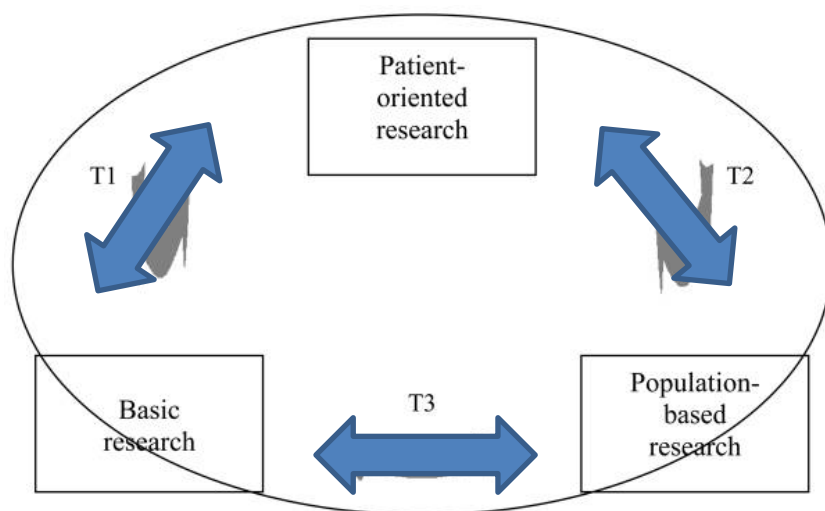 Patient-
oriented
research
T1
T2
Basic
research
T3
Population-
based
research